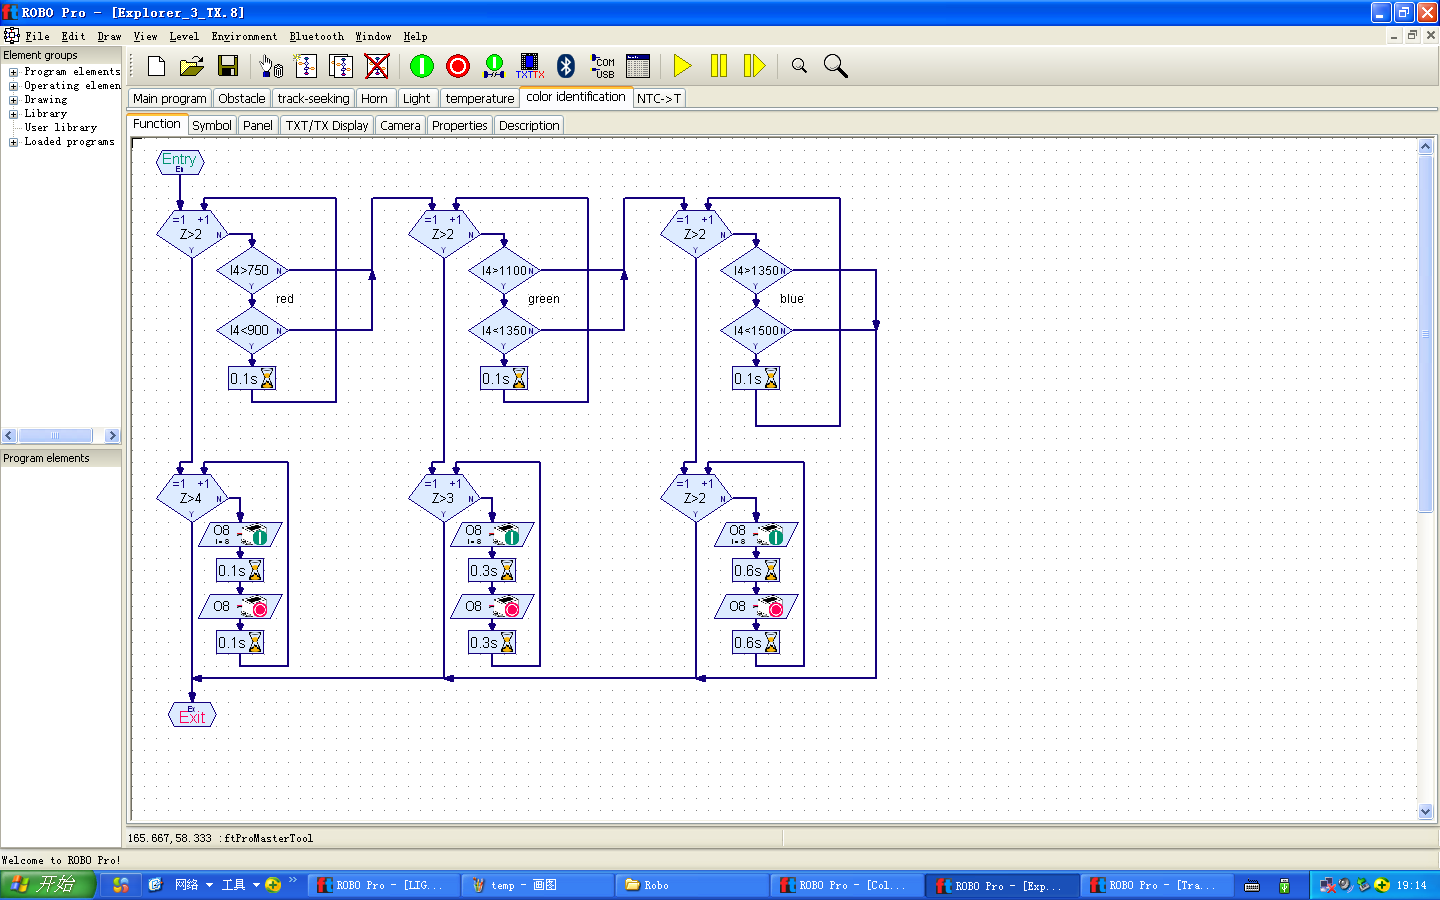 ROBO Pro - [Explorer_3_TX.8]
File Edit Draw View Level Environment Bluetooth Window Help
Element groups
Program elements
Operating elemen
Drawing
Library
User library
Loaded programs
TXTTX
COM
USB
Main program Obstacle track-seeking Horn Light temperature color identification NTC->T
Function Symbol Panel TXT/TX Display Camera Properties Description
Entry
=1 +1
Z>2
N
Y
I4>750 N
Y
red
I4<900 N
Y
0.1s
=1 +1
Z>2
N
Y
I4>1100 N
Y
green
I4<1350 N
Y
0.1s
=1 +1
Z>2
N
Y
I4>1350 N
Y
blue
I4<1500 N
Y
0.1s
=1 +1
Z>4
N
Y
O8
I= 8
0.1s
O8
0.1s
=1 +1
Z>3
N
Y
O8
I= 8
0.3s
O8
0.3s
=1 +1
Z>2
N
Y
O8
I= 8
0.6s
O8
0.6s
Exit
Program elements
165.667,58.333 :ftProMasterTool
Welcome to ROBO Pro!
开始 网络 工具 ROBO Pro - [LIG... temp - 画图 Robo ROBO Pro - [Col... ROBO Pro - [Exp... ROBO Pro - [Tra... 19:14